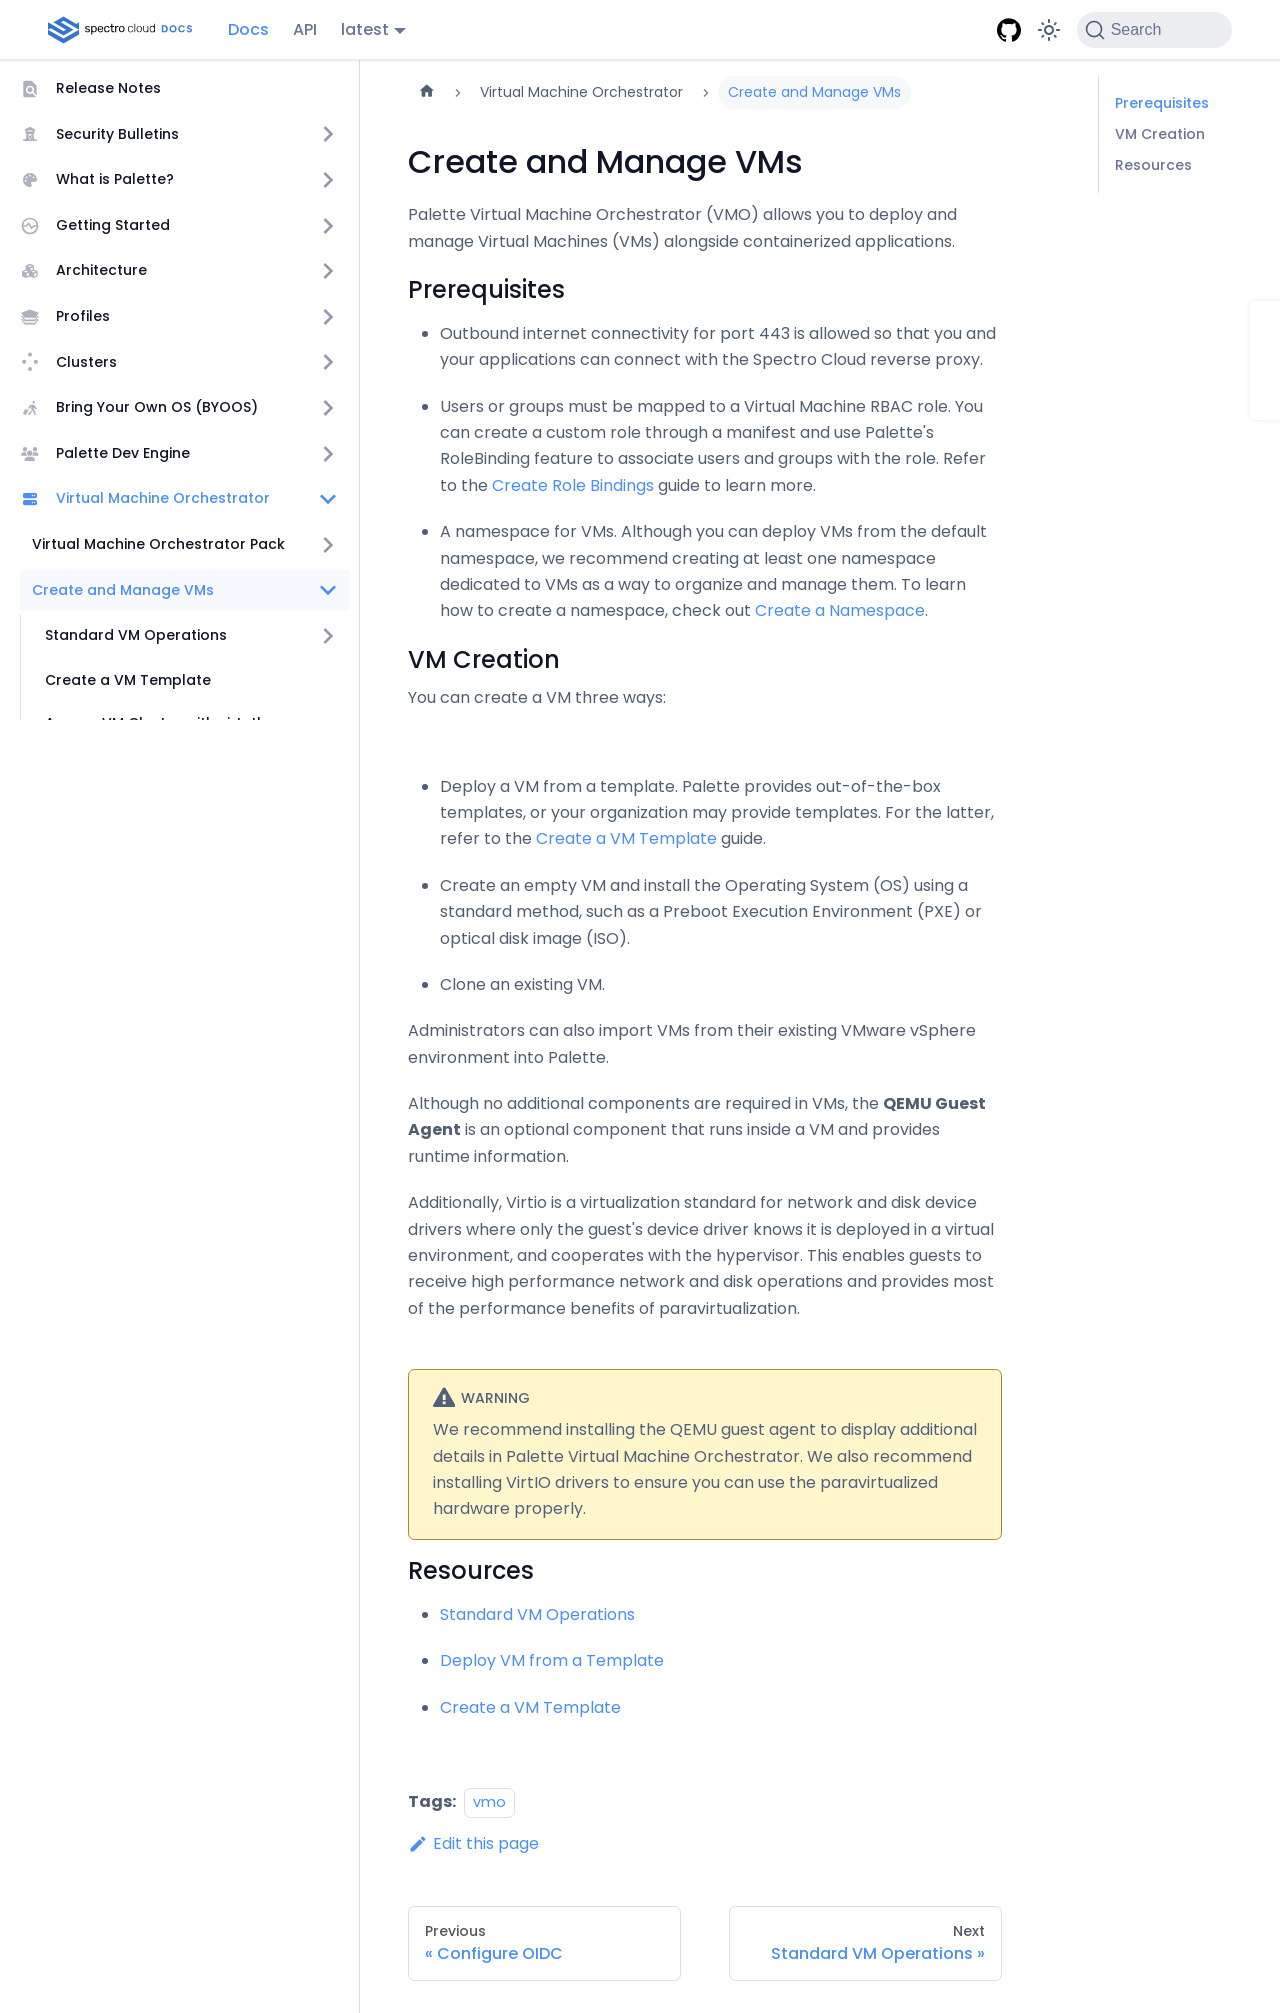 spectro cloud DOCS
Docs
API
latest
Search
Release Notes
Security Bulletins
What is Palette?
Getting Started
Architecture
Profiles
Clusters
Bring Your Own OS (BYOOS)
Palette Dev Engine
Virtual Machine Orchestrator
Virtual Machine Orchestrator Pack
Create and Manage VMs
Standard VM Operations
Create a VM Template
Virtual Machine Orchestrator
Create and Manage VMs
Create and Manage VMs
Palette Virtual Machine Orchestrator (VMO) allows you to deploy and
manage Virtual Machines (VMs) alongside containerized applications.
Prerequisites
Outbound internet connectivity for port 443 is allowed so that you and
your applications can connect with the Spectro Cloud reverse proxy.
Users or groups must be mapped to a Virtual Machine RBAC role. You
can create a custom role through a manifest and use Palette's
RoleBinding feature to associate users and groups with the role. Refer
to the Create Role Bindings guide to learn more.
A namespace for VMs. Although you can deploy VMs from the default
namespace, we recommend creating at least one namespace
dedicated to VMs as a way to organize and manage them. To learn
how to create a namespace, check out Create a Namespace.
VM Creation
You can create a VM three ways:
Deploy a VM from a template. Palette provides out-of-the-box
templates, or your organization may provide templates. For the latter,
refer to the Create a VM Template guide.
Create an empty VM and install the Operating System (OS) using a
standard method, such as a Preboot Execution Environment (PXE) or
optical disk image (ISO).
Clone an existing VM.
Administrators can also import VMs from their existing VMware vSphere
environment into Palette.
Although no additional components are required in VMs, the QEMU Guest
Agent is an optional component that runs inside a VM and provides
runtime information.
Additionally, Virtio is a virtualization standard for network and disk device
drivers where only the guest's device driver knows it is deployed in a virtual
environment, and cooperates with the hypervisor. This enables guests to
receive high performance network and disk operations and provides most
of the performance benefits of paravirtualization.
WARNING
We recommend installing the QEMU guest agent to display additional
details in Palette Virtual Machine Orchestrator. We also recommend
installing VirtIO drivers to ensure you can use the paravirtualized
hardware properly.
Resources
Standard VM Operations
Deploy VM from a Template
Create a VM Template
Tags: vmo
Edit this page
Previous
« Configure OIDC
Next
Standard VM Operations »
Prerequisites
VM Creation
Resources